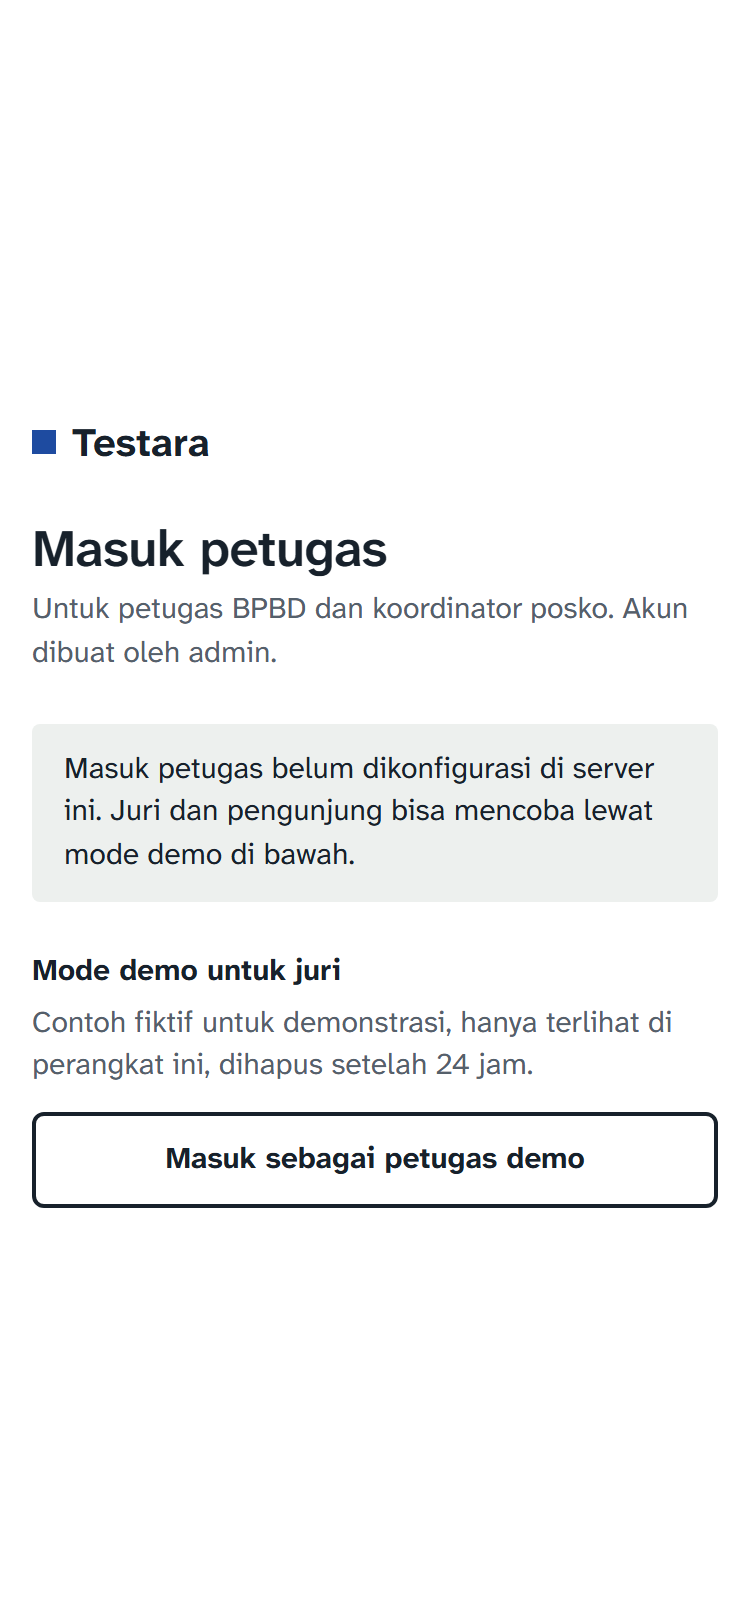 Testara
Masuk petugas
Untuk petugas BPBD dan koordinator posko. Akun
dibuat oleh admin.
Masuk petugas belum dikonfigurasi di server
ini. Juri dan pengunjung bisa mencoba lewat
mode demo di bawah.
Mode demo untuk juri
Contoh fiktif untuk demonstrasi, hanya terlihat di
perangkat ini, dihapus setelah 24 jam.
Masuk sebagai petugas demo